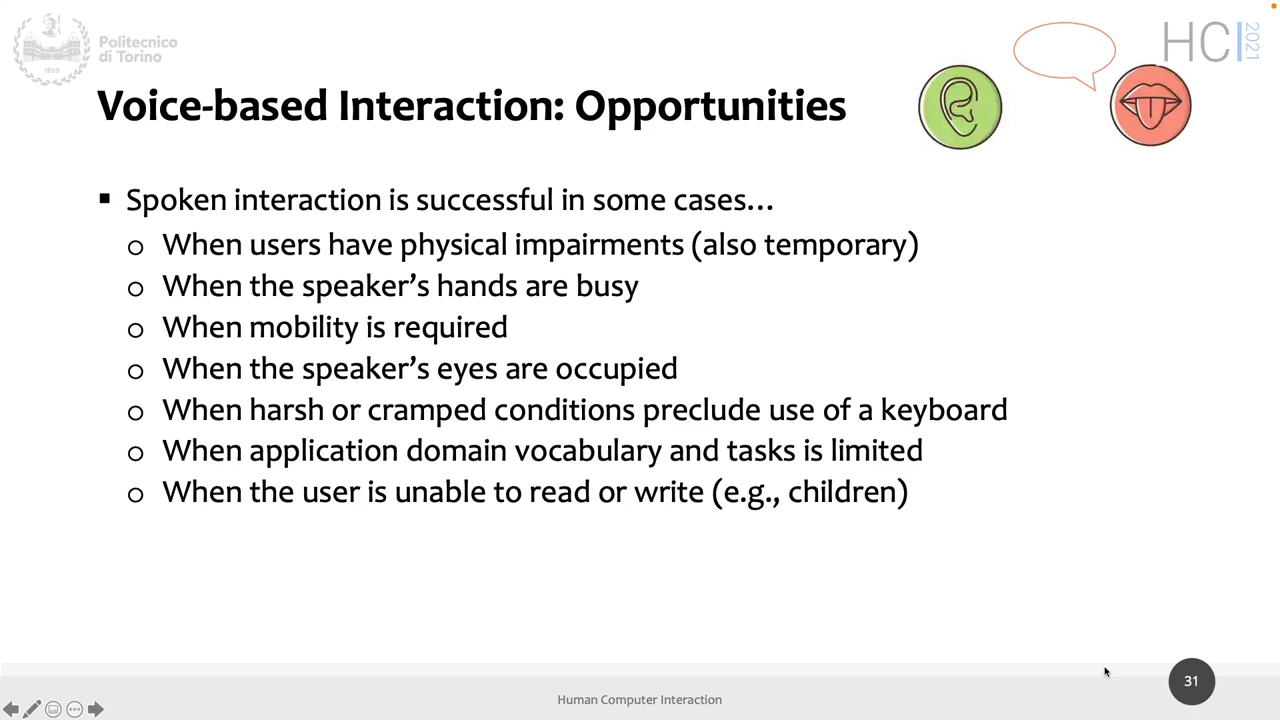 Politecnico
di Torino
1859
HCI 2021
Voice-based Interaction: Opportunities
▪ Spoken interaction is successful in some cases…
o When users have physical impairments (also temporary)
o When the speaker’s hands are busy
o When mobility is required
o When the speaker’s eyes are occupied
o When harsh or cramped conditions preclude use of a keyboard
o When application domain vocabulary and tasks is limited
o When the user is unable to read or write (e.g., children)
Human Computer Interaction
31